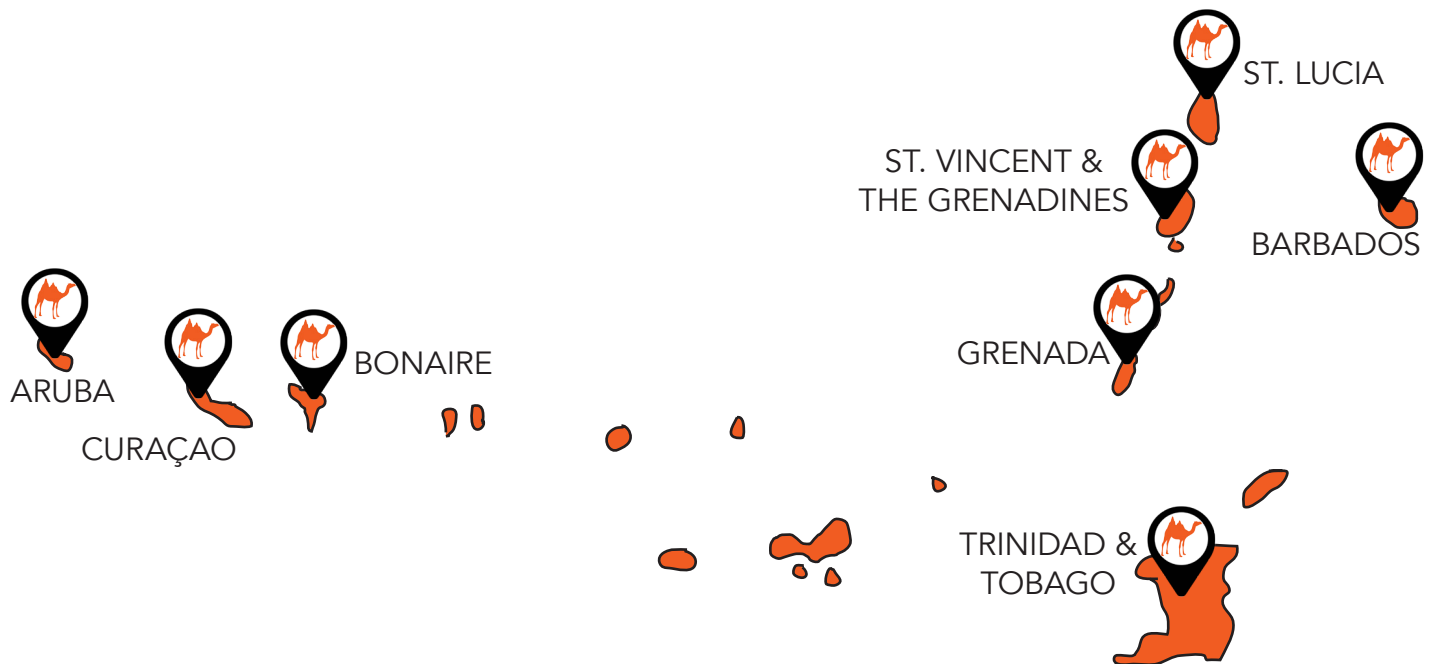 ST. LUCIA
ST. VINCENT &
THE GRENADINES
BARBADOS
GRENADA
BONAIRE
ARUBA
CURAÇAO
TRINIDAD &
TOBAGO